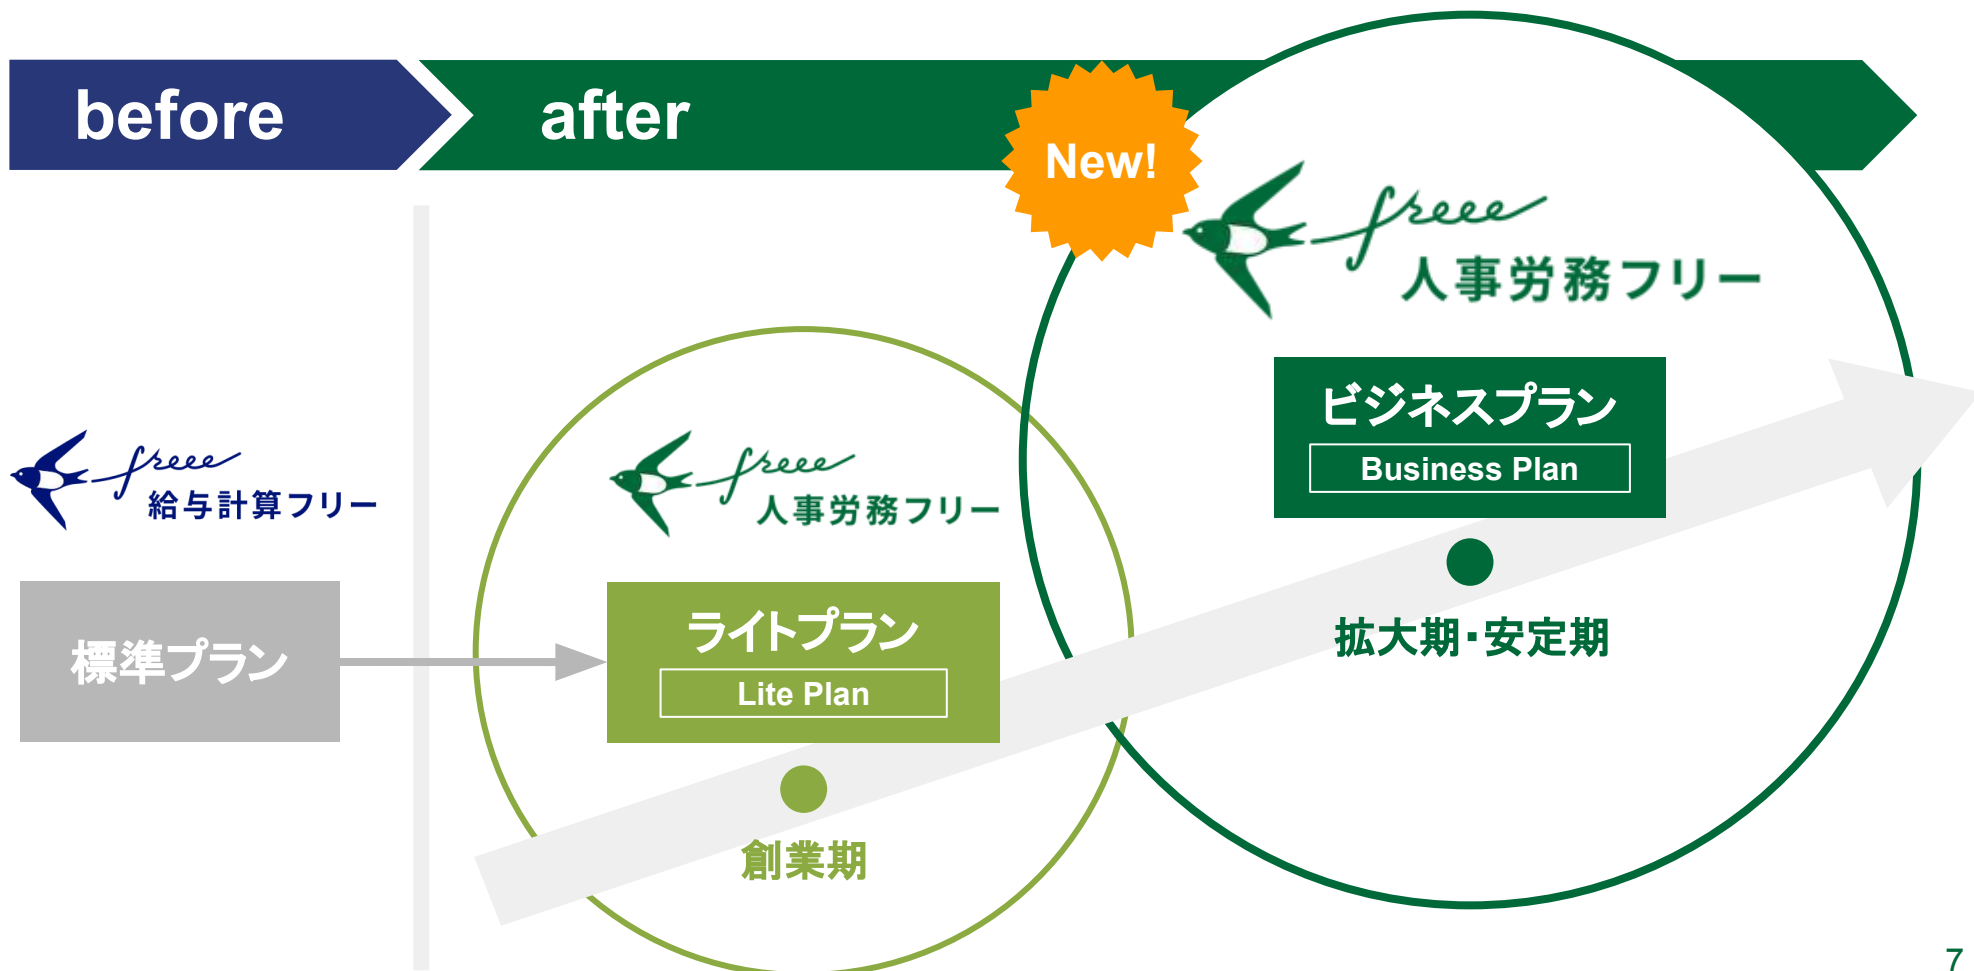 before
after
New!
freee
人事労務フリー
ビジネスプラン
Business Plan
拡大期・安定期
freee
給与計算フリー
標準プラン
freee
人事労務フリー
ライトプラン
Lite Plan
創業期
7